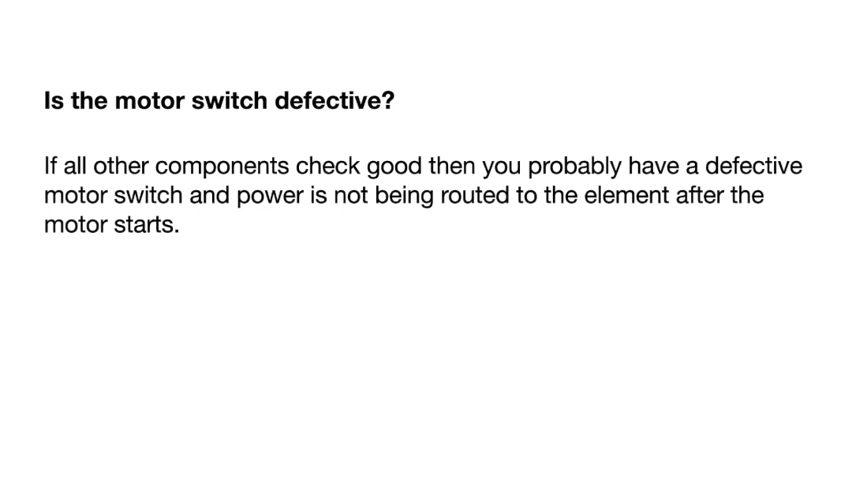 Is the motor switch defective?
If all other components check good then you probably have a defective
motor switch and power is not being routed to the element after the
motor starts.